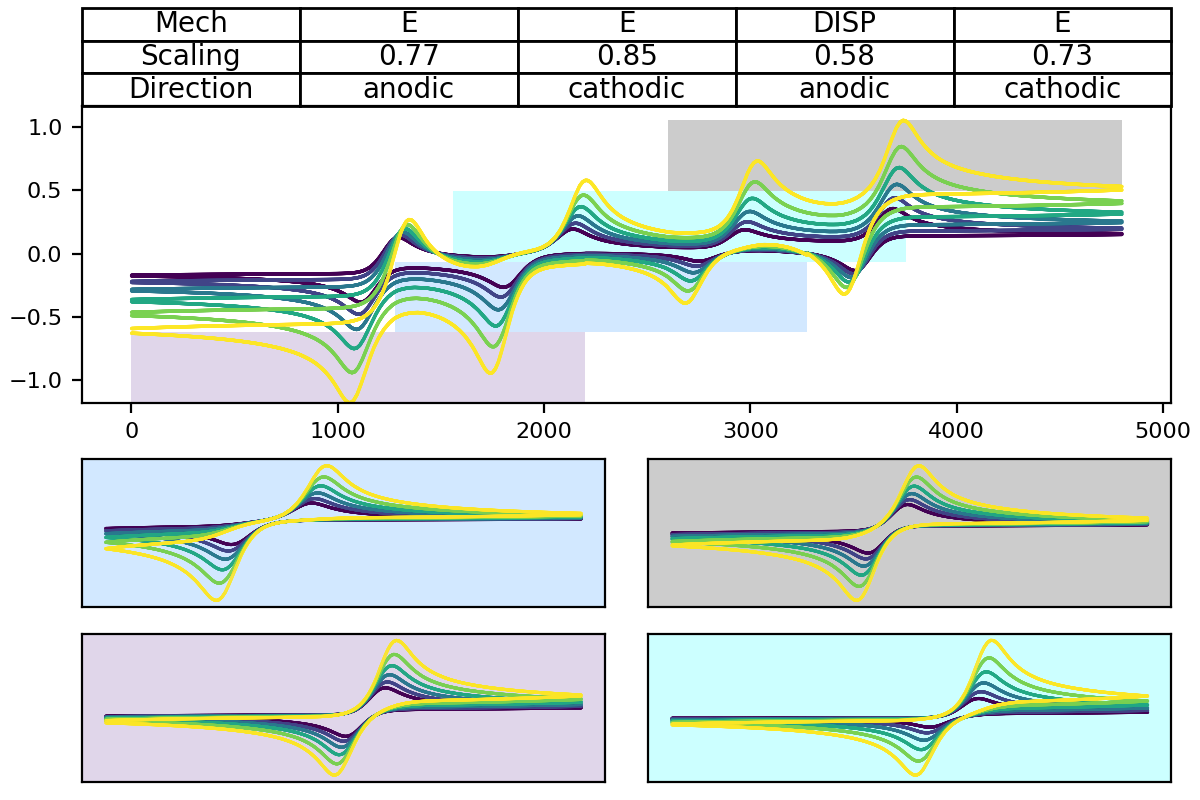 Mech E E DISP E
Scaling 0.77 0.85 0.58 0.73
Direction anodic cathodic anodic cathodic
1.0
0.5
0.0
−0.5
−1.0
0 1000 2000 3000 4000 5000